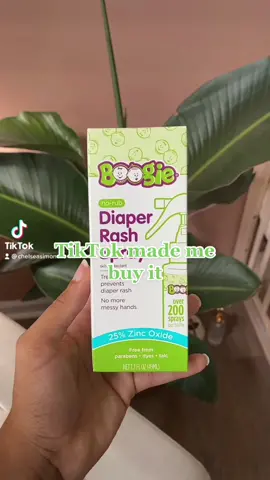 Boogie
no-rub
Diaper
Rash
TikTok made me
buy it
prevents
diaper rash
No more
messy hands.
over
200
sprays
25% Zinc Oxide
Free from
parabens • dyes • talc
TikTok